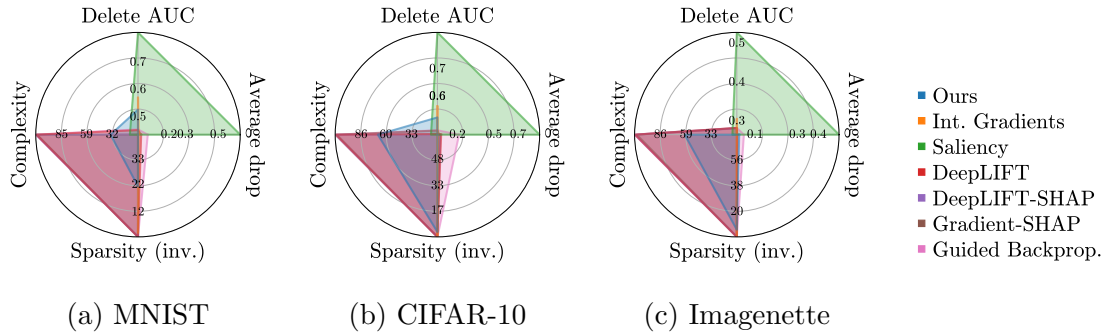 Delete AUC
0.7
0.6
0.5
Complexity
85 59 32
0.2 0.3 0.5
Average drop
33
22
12
Sparsity (inv.)
(a) MNIST
Delete AUC
0.7
0.6
Complexity
86 60 33
0.2 0.5 0.7
Average drop
48
33
17
Sparsity (inv.)
(b) CIFAR-10
Delete AUC
0.5
0.4
0.3
Complexity
86 59 33
0.1 0.3 0.4
Average drop
56
38
20
Sparsity (inv.)
(c) Imagenette
Ours
Int. Gradients
Saliency
DeepLIFT
DeepLIFT-SHAP
Gradient-SHAP
Guided Backprop.